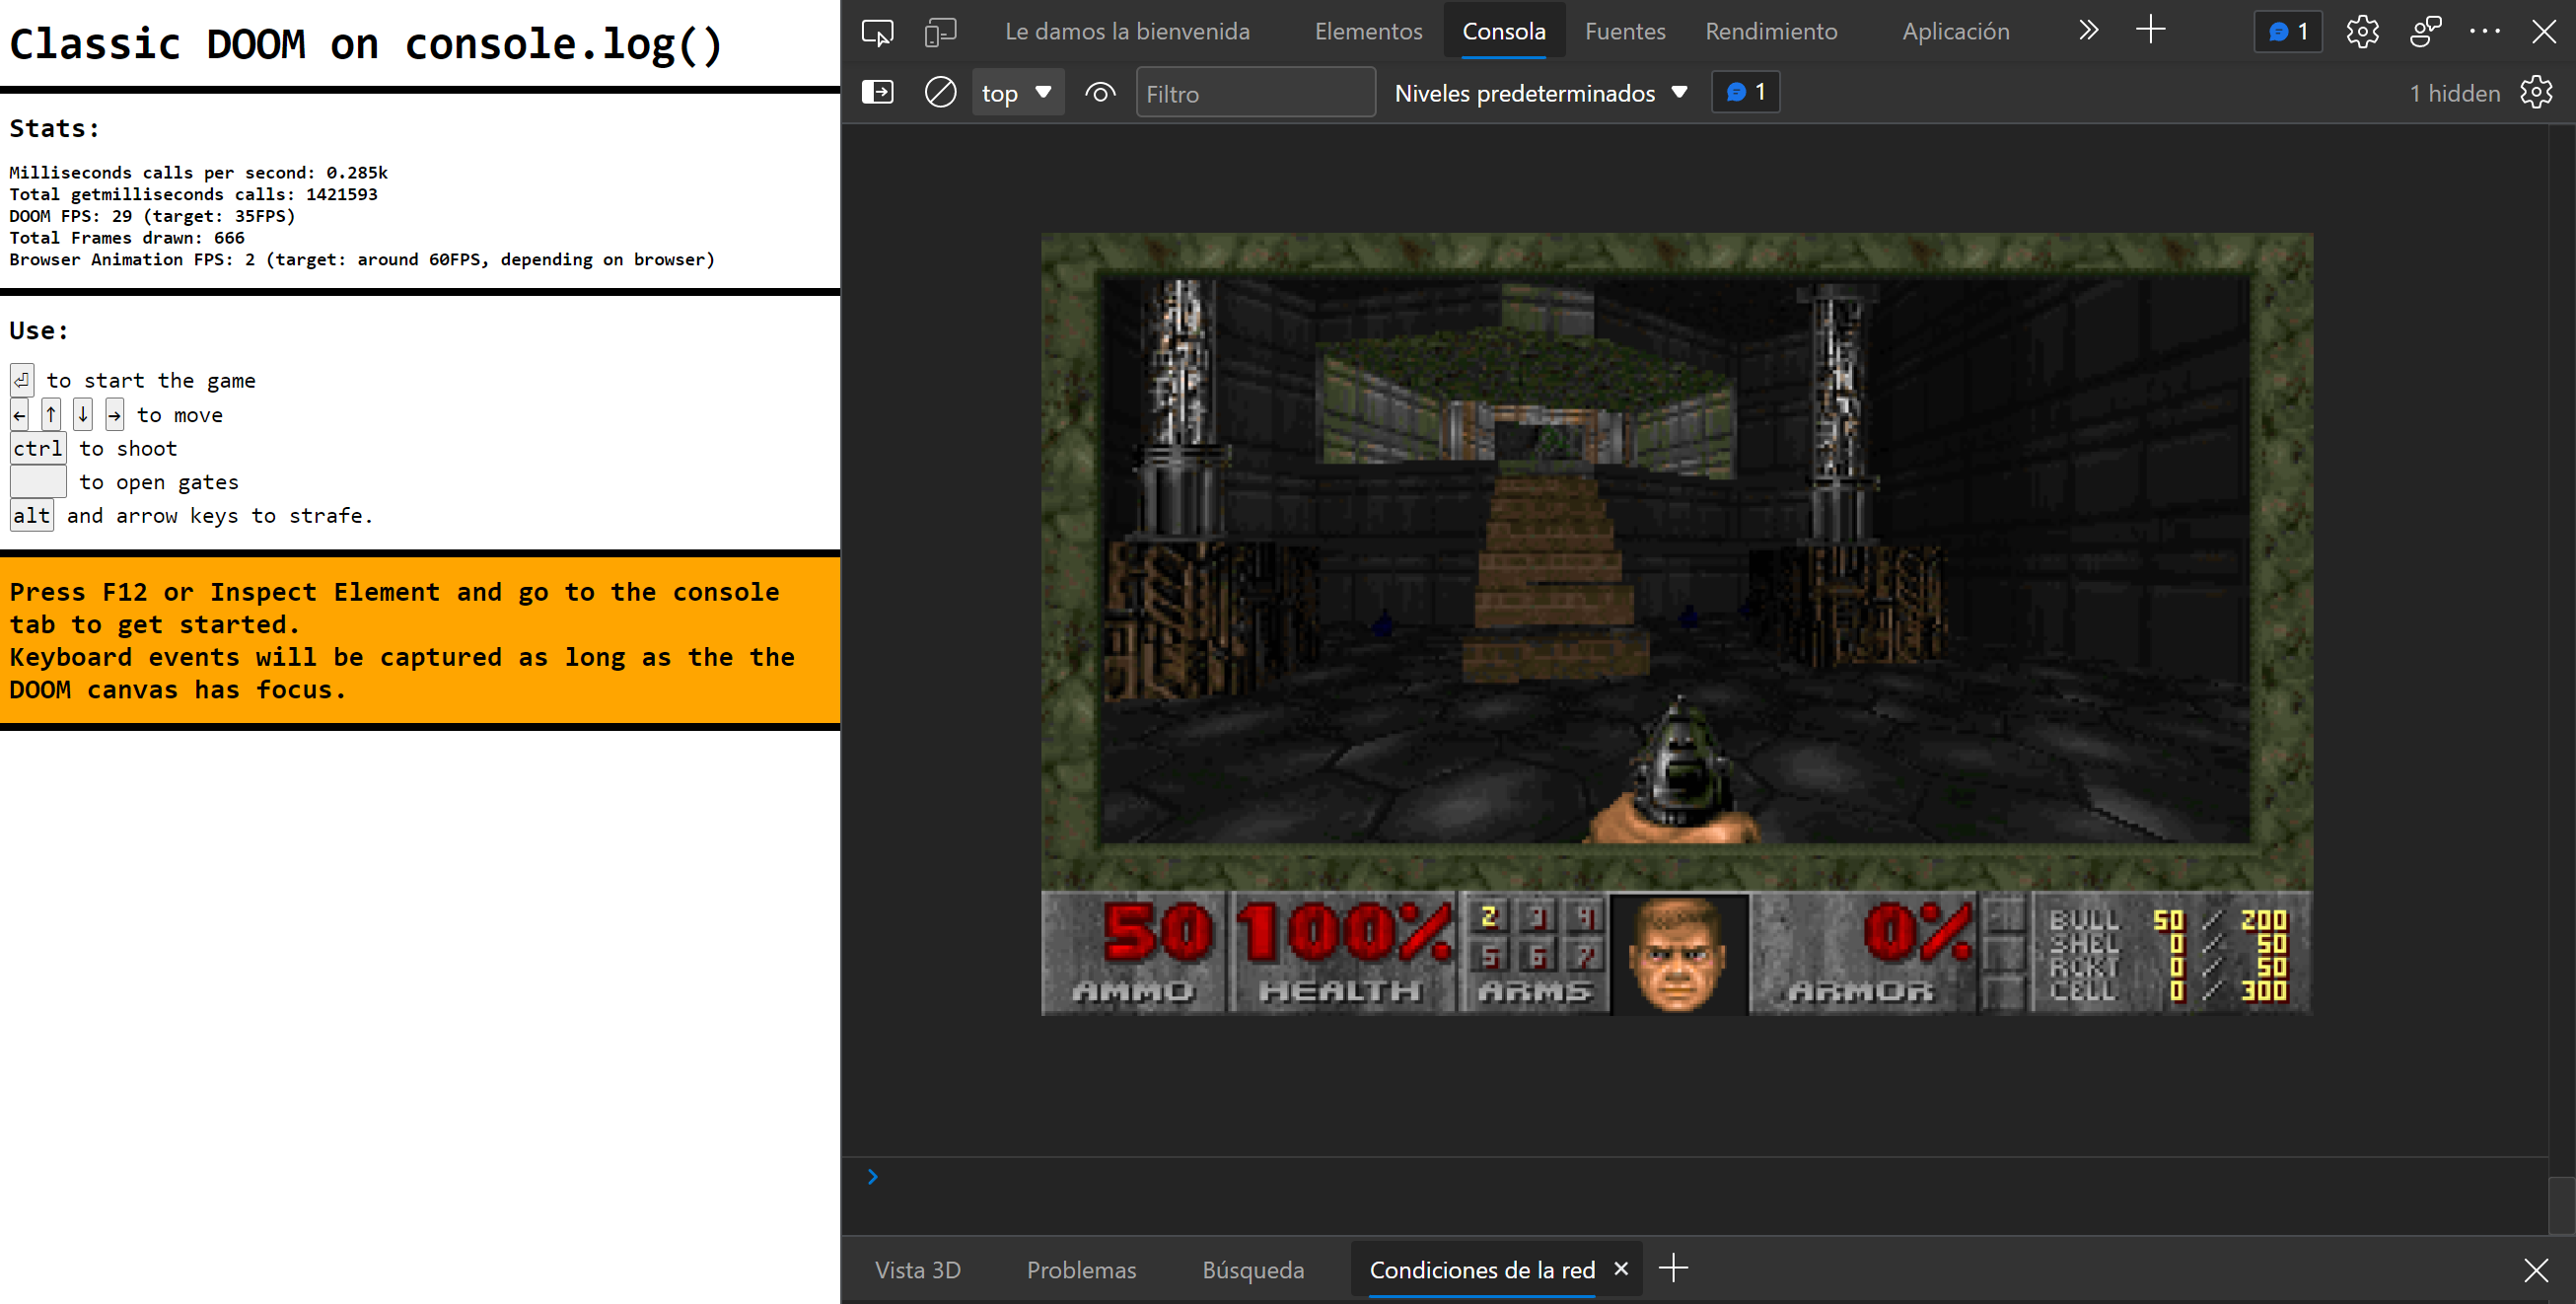 Classic DOOM on console.log()
Stats:
Milliseconds calls per second: 0.285k
Total getmilliseconds calls: 1421593
DOOM FPS: 29 (target: 35FPS)
Total Frames drawn: 666
Browser Animation FPS: 2 (target: around 60FPS, depending on browser)
Use:
⏎ to start the game
← ↑ ↓ → to move
ctrl to shoot
to open gates
alt and arrow keys to strafe.
Press F12 or Inspect Element and go to the console
tab to get started.
Keyboard events will be captured as long as the the
DOOM canvas has focus.
Le damos la bienvenida Elementos Consola Fuentes Rendimiento Aplicación 1
top Filtro Niveles predeterminados 1 1 hidden
50 100% 2 3 4 0% BULL 50 / 200
5 6 7 SHEL 0 / 50
RCKT 0 / 50
AMMO HEALTH ARMS ARMOR CELL 0 / 300
Vista 3D Problemas Búsqueda Condiciones de la red